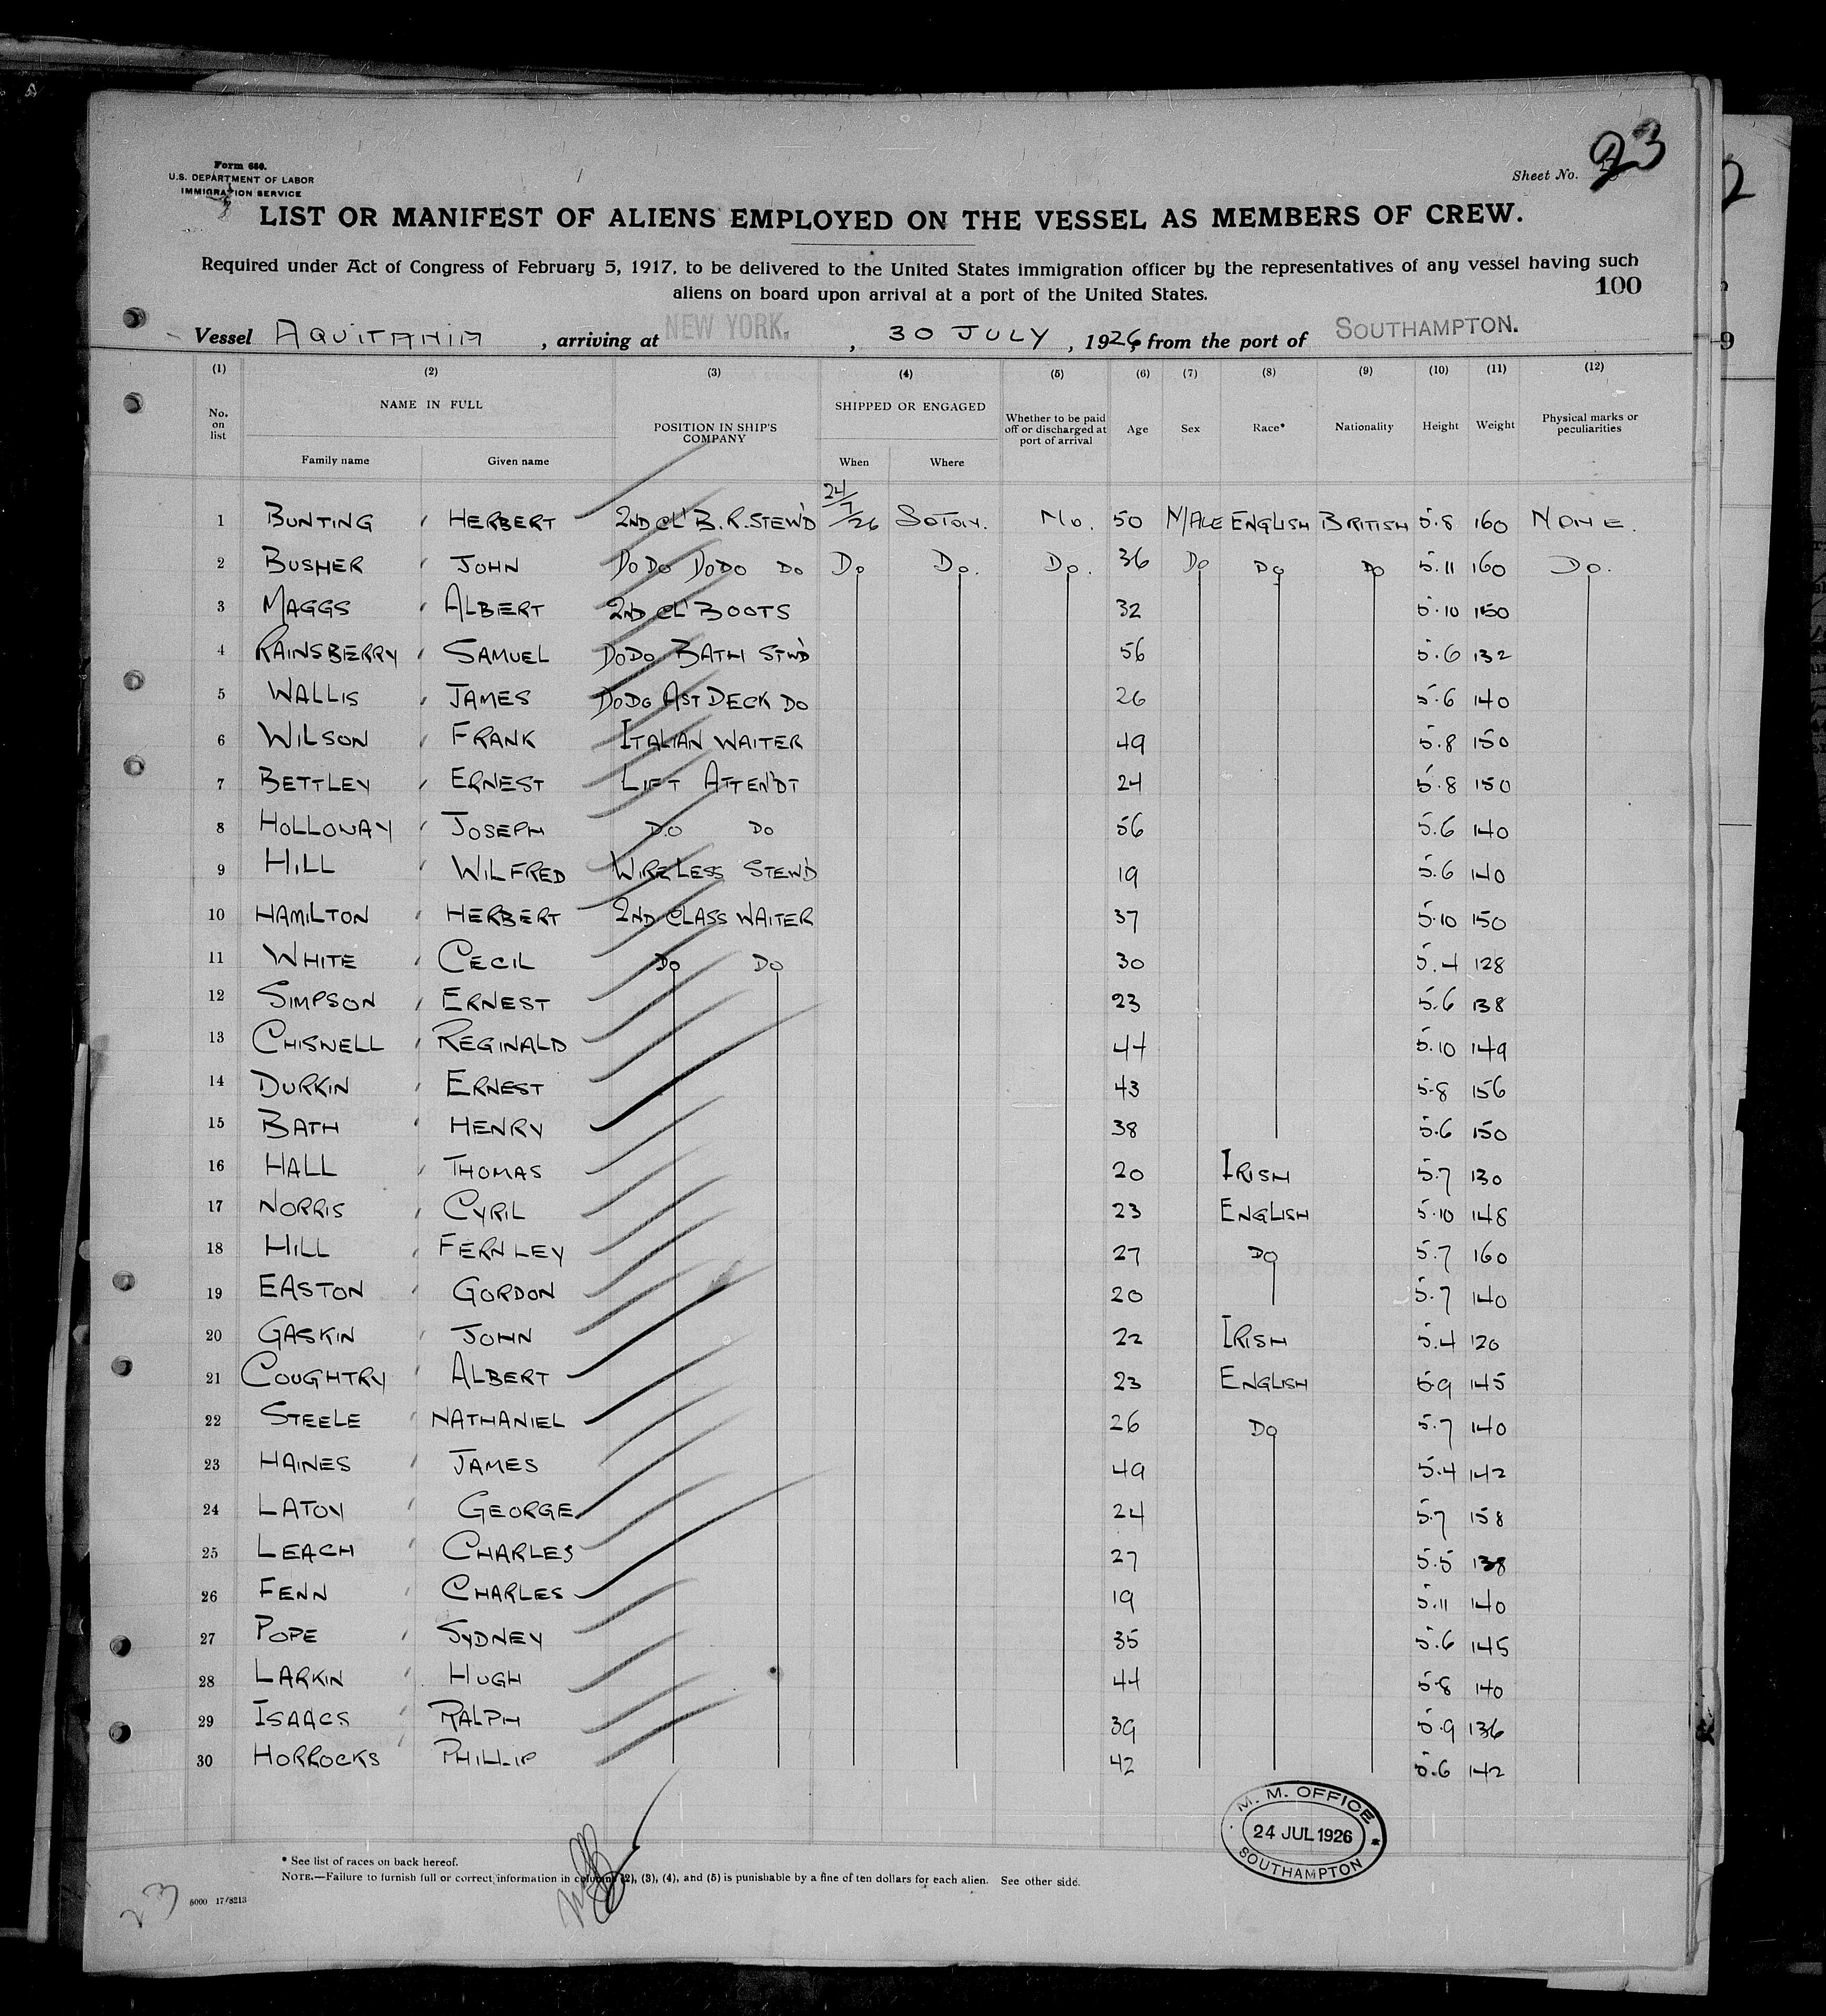 Form 680.
U.S. DEPARTMENT OF LABOR
IMMIGRATION SERVICE
Sheet No. 23
LIST OR MANIFEST OF ALIENS EMPLOYED ON THE VESSEL AS MEMBERS OF CREW.
Required under Act of Congress of February 5, 1917, to be delivered to the United States immigration officer by the representatives of any vessel having such
aliens on board upon arrival at a port of the United States.
100
Vessel AQUITANIA, arriving at NEW YORK., 30 JULY, 1926, from the port of SOUTHAMPTON.
(1) (2) (3) (4) (5) (6) (7) (8) (9) (10) (11) (12)
No. on list NAME IN FULL Family name Given name POSITION IN SHIP'S COMPANY SHIPPED OR ENGAGED When Where Whether to be paid off or discharged at port of arrival Age Sex Race* Nationality Height Weight Physical marks or peculiarities
1 BUNTING HERBERT 2ND CL' B.R. STEW'D 24/7/26 SOTON. NO. 50 MALE ENGLISH BRITISH 5.8 160 NONE.
2 BUSHER JOHN DO DO DO DO DO DO DO. DO. 36 DO DO DO 5.11 160 DO.
3 MAGGS ALBERT 2ND CL' BOOTS 32 5.10 150
4 RAINSBERRY SAMUEL DO DO BATH STWD 56 5.6 132
5 WALLIS JAMES DO DO AST DECK DO 26 5.6 140
6 WILSON FRANK ITALIAN WAITER 49 5.8 150
7 BETTLEY ERNEST LIFT ATTEN'DT 24 5.8 150
8 HOLLOWAY JOSEPH DO DO 56 5.6 140
9 HILL WILFRED WIRELESS STEW'D 19 5.6 140
10 HAMILTON HERBERT 2ND CLASS WAITER 37 5.10 150
11 WHITE CECIL DO DO 30 5.4 128
12 SIMPSON ERNEST 23 5.6 138
13 CHISWELL REGINALD 44 5.10 149
14 DURKIN ERNEST 43 5.8 156
15 BATH HENRY 38 5.6 150
16 HALL THOMAS 20 IRISH 5.7 130
17 NORRIS CYRIL 23 ENGLISH 5.10 148
18 HILL FERNLEY 27 DO 5.7 160
19 EASTON GORDON 20 5.7 140
20 GASKIN JOHN 22 IRISH 5.4 120
21 COUGHTRY ALBERT 23 ENGLISH 5.9 145
22 STEELE NATHANIEL 26 DO 5.7 140
23 HAINES JAMES 49 5.4 142
24 LATOY GEORGE 24 5.7 158
25 LEACH CHARLES 27 5.5 138
26 FENN CHARLES 19 5.11 140
27 POPE SYDNEY 35 5.6 145
28 LARKIN HUGH 44 5.8 140
29 ISAACS RALPH 39 5.9 136
30 HORROCKS PHILLIP 42 5.6 142
M. M. OFFICE
24 JUL 1926
SOUTHAMPTON
* See list of races on back hereof.
NOTE.—Failure to furnish full or correct information in columns (2), (3), (4), and (5) is punishable by a fine of ten dollars for each alien. See other side.
23 5000 17/8213